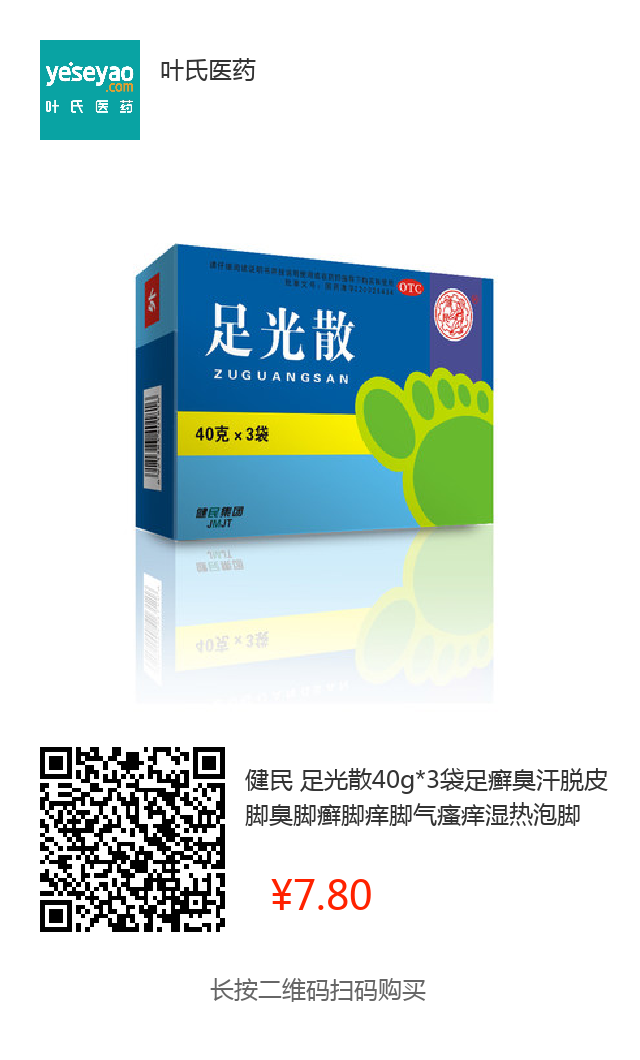 yeseyao
.com
叶氏医药
叶氏医药
OTC
足光散
ZUGUANGSAN
40克×3袋
健民集团
JMJT
健民 足光散40g*3袋足癣臭汗脱皮
脚臭脚癣脚痒脚气瘙痒湿热泡脚
¥7.80
长按二维码扫码购买